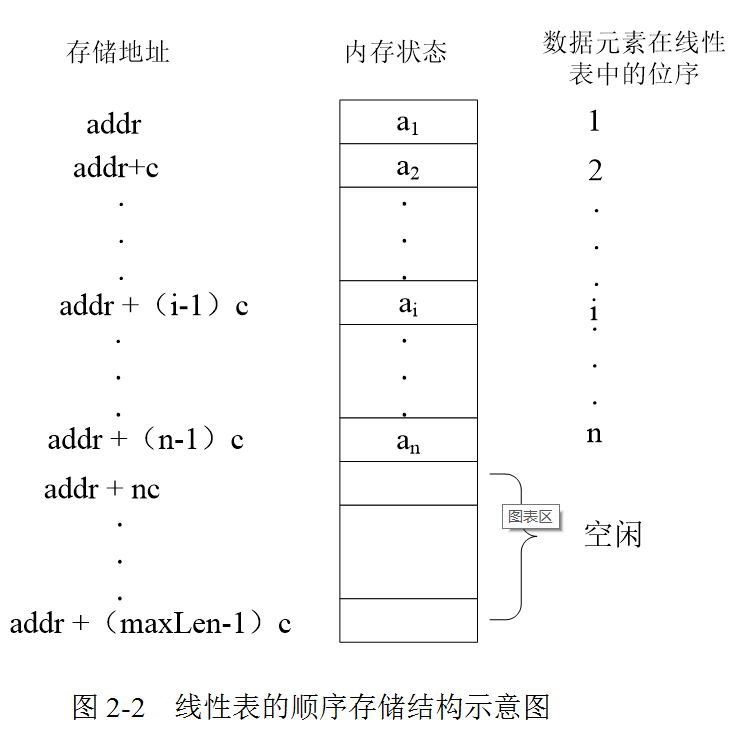 存储地址 内存状态 数据元素在线性
表中的位序
addr a1 1
addr+c a2 2
addr +（i-1）c ai i
addr +（n-1）c an n
addr + nc
图表区
空闲
addr +（maxLen-1）c
图 2-2 线性表的顺序存储结构示意图